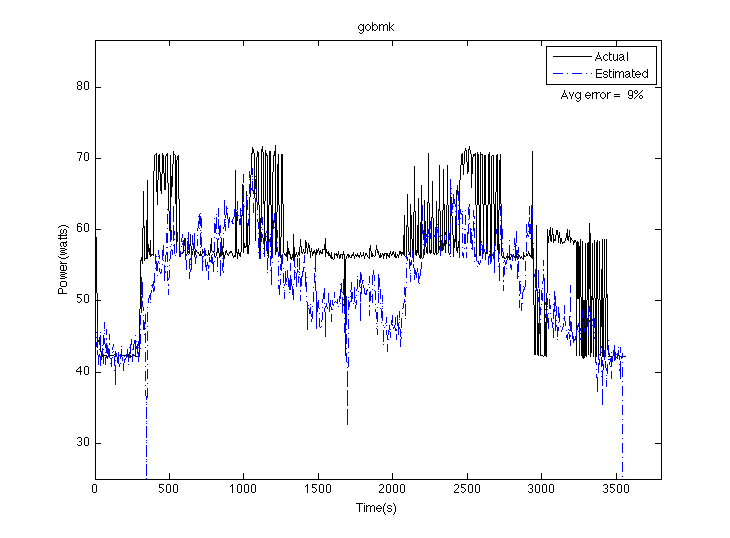 gobmk
Actual
Estimated
Avg error = 9%
80
70
60
50
40
30
Power(watts)
0 500 1000 1500 2000 2500 3000 3500
Time(s)